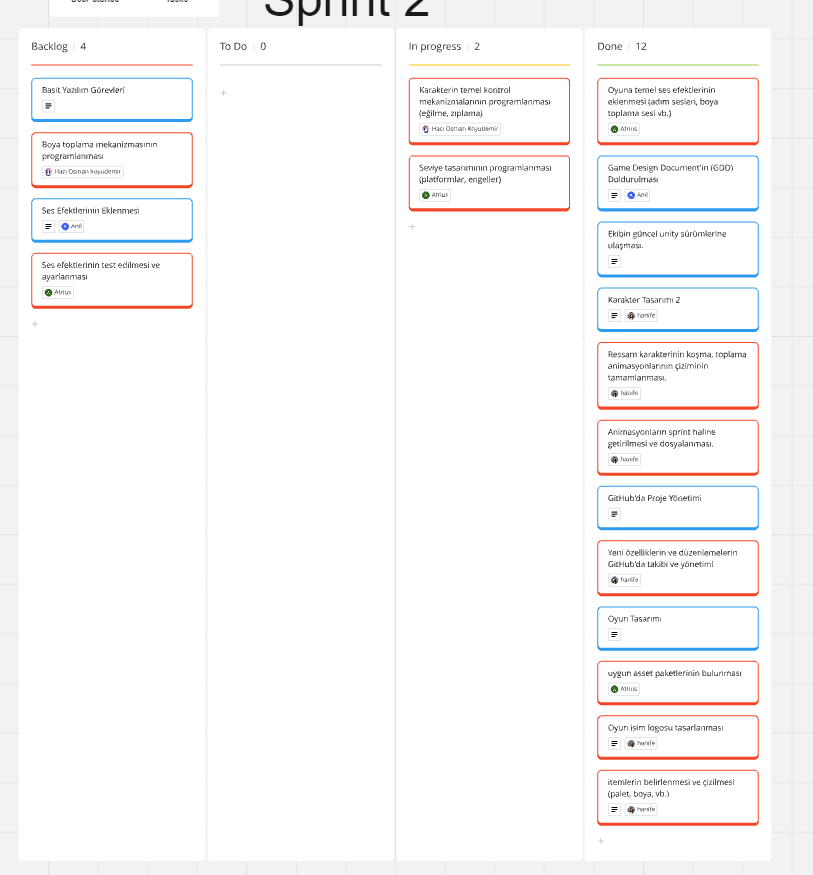 User Stories
Tasks
Sprint 2
Backlog | 4
Basit Yazılım Görevleri
Boya toplama mekanizmasının
programlanması
Hacı Osman Koyudemir
Ses Efektlerinin Eklenmesi
Anıl
Ses efektlerinin test edilmesi ve
ayarlanması
Atrius
+
To Do | 0
+
In progress | 2
Karakterin temel kontrol
mekanizmalarının programlanması
(eğilme, zıplama)
Hacı Osman Koyudemir
Seviye tasarımının programlanması
(platformlar, engeller)
Atrius
+
Done | 12
Oyuna temel ses efektlerinin
eklenmesi (adım sesleri, boya
toplama sesi vb.)
Atrius
Game Design Document'in (GDD)
Doldurulması
Anıl
Ekibin güncel unity sürümlerine
ulaşması.
Karakter Tasarımı 2
hanife
Ressam karakterinin koşma, toplama
animasyonlarının çiziminin
tamamlanması.
hanife
Animasyonların sprint haline
getirilmesi ve dosyalanması.
hanife
GitHub'da Proje Yönetimi
Yeni özelliklerin ve düzenlemelerin
GitHub'da takibi ve yönetimi
hanife
Oyun Tasarımı
uygun asset paketlerinin bulunması
Atrius
Oyun isim logosu tasarlanması
hanife
itemlerin belirlenmesi ve çizilmesi
(palet, boya, vb.)
hanife
+